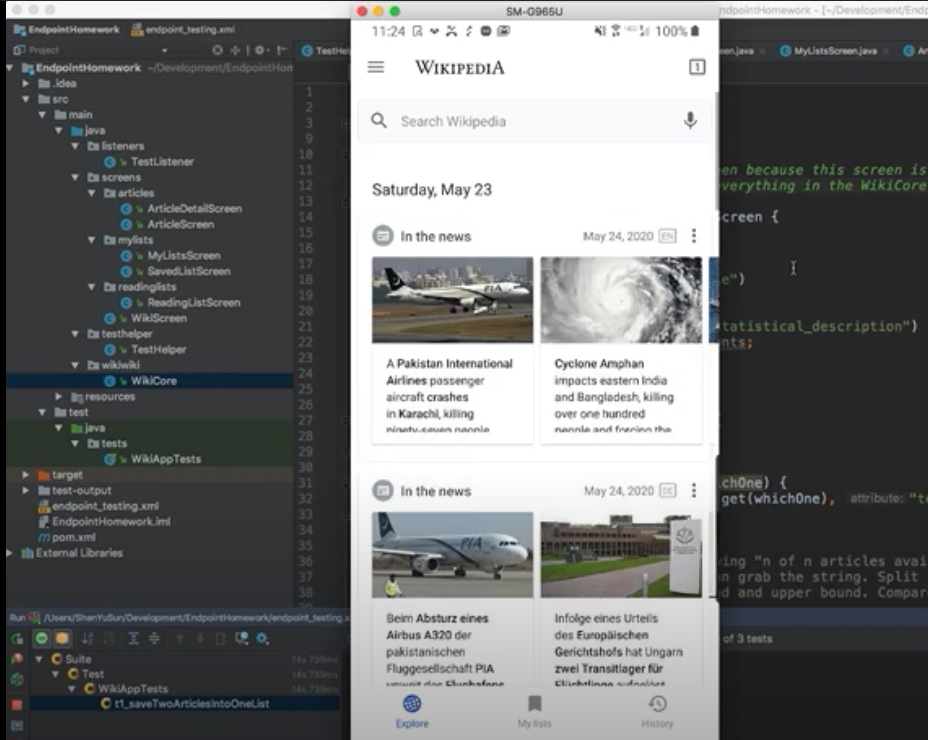 SM-G965U
ndpointHomework - [~/Development/Endp
EndpointHomework
endpoint_testing.xml
Project
EndpointHomework ~/Development/EndpointHom
.idea
src
main
java
listeners
TestListener
screens
articles
ArticleDetailScreen
ArticleScreen
mylists
MyListsScreen
SavedListScreen
readinglists
ReadingListScreen
WikiScreen
testhelper
TestHelper
wikiwiki
WikiCore
resources
test
java
tests
WikiAppTests
target
test-output
endpoint_testing.xml
EndpointHomework.iml
pom.xml
External Libraries
TestHel
een.java
MyListsScreen.java
Ar
1
2
3
9
10
11
12
13
14
15
16
17
18
19
20
21
22
23
24
25
26
27
28
29
30
31
32
33
34
35
36
37
38
11:24
100%
WIKIPEDIA
1
Search Wikipedia
Saturday, May 23
In the news
May 24, 2020 EN
A Pakistan International
Airlines passenger
aircraft crashes
in Karachi, killing
ninety-seven people
Cyclone Amphan
impacts eastern India
and Bangladesh, killing
over one hundred
people and forcing the
In the news
May 24, 2020 DE
PIA
Beim Absturz eines
Airbus A320 der
pakistanischen
Fluggesellschaft PIA
unweit des Flughafens
Infolge eines Urteils
des Europäischen
Gerichtshofs hat Ungarn
zwei Transitlager für
Flüchtlinge aufgelöst
Explore
My lists
History
en because this screen is
verything in the WikiCore
creen {
e")
tatistical_description")
nts;
ichOne) {
get(whichOne), attribute: "te
ing "n of n articles avai
n grab the string. Split
d and upper bound. Compar
Run /Users/ShenYuSun/Development/EndpointHomework/endpoint_testing.x
of 3 tests
Suite 14s 739ms
Test 14s 739ms
WikiAppTests 14s 739ms
t1_saveTwoArticlesIntoOneList